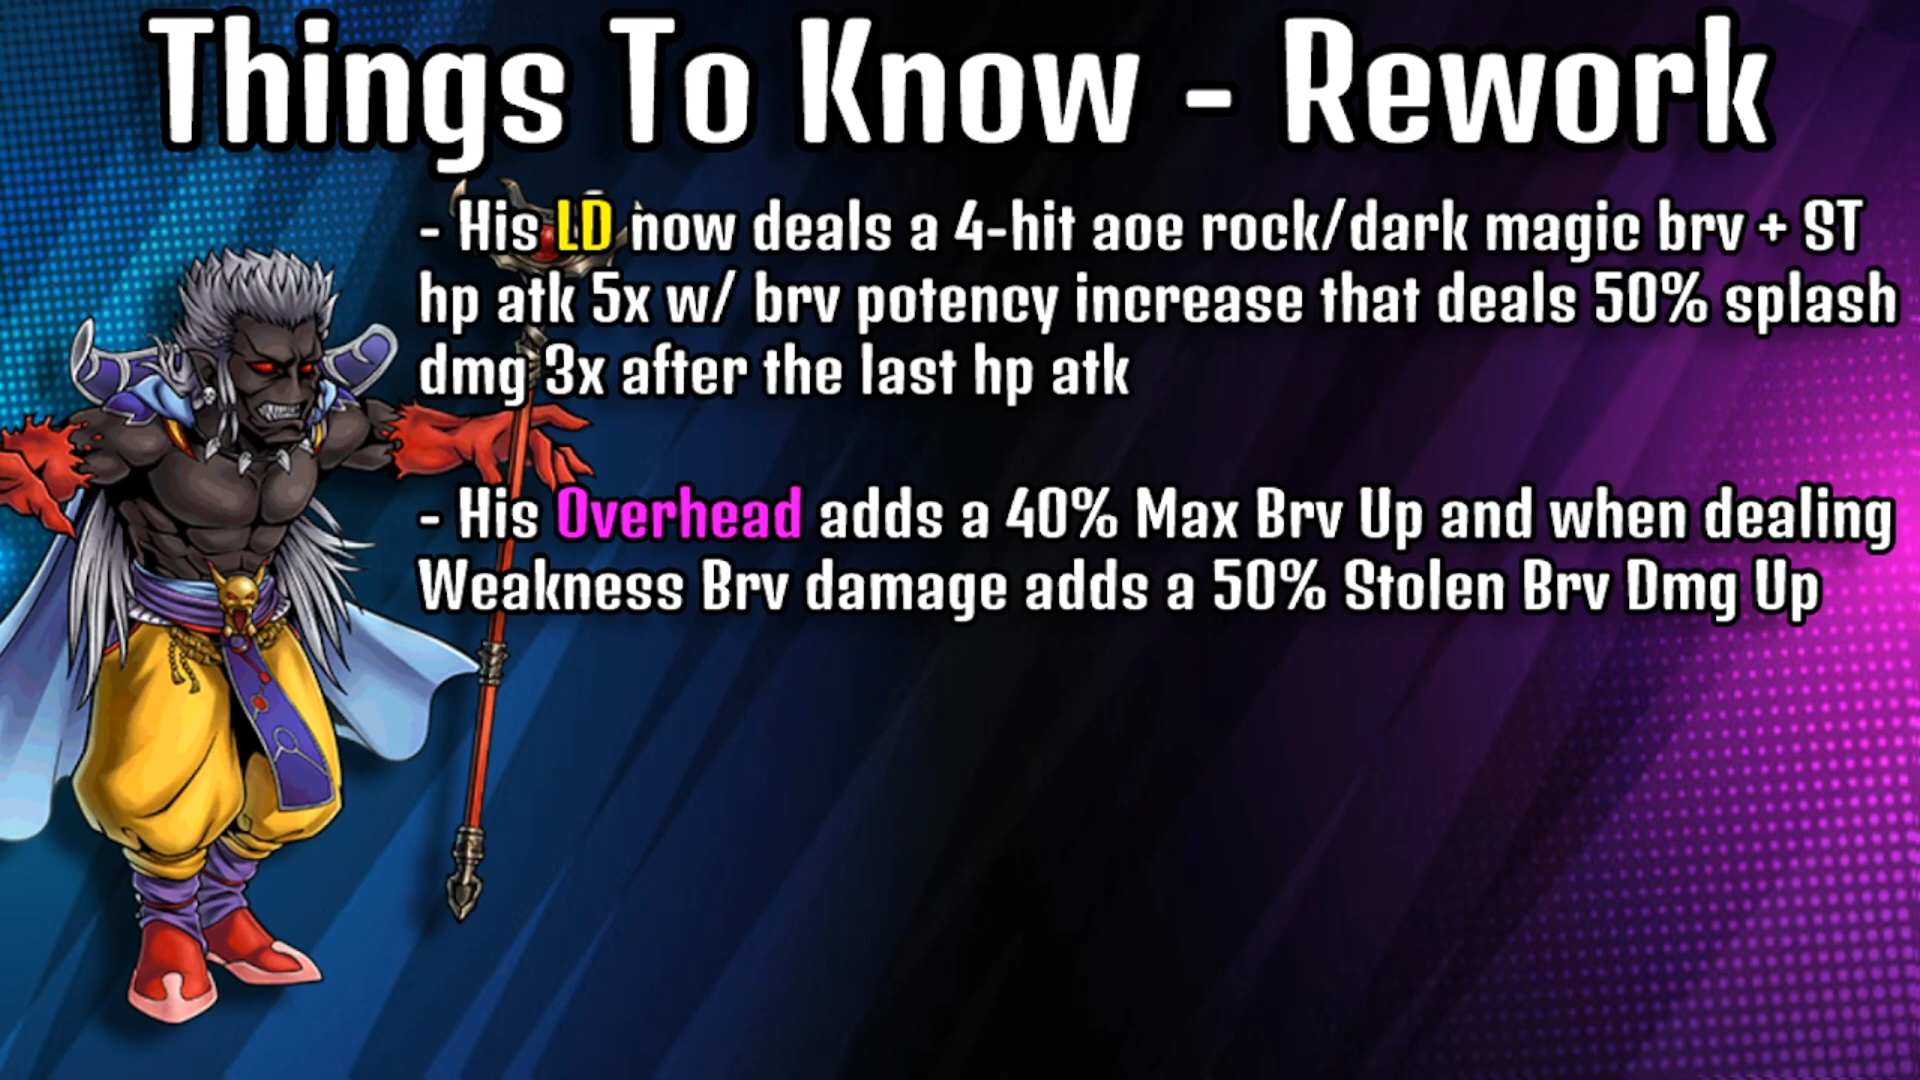 Things To Know - Rework
- His LD now deals a 4-hit aoe rock/dark magic brv + ST
hp atk 5x w/ brv potency increase that deals 50% splash
dmg 3x after the last hp atk
- His Overhead adds a 40% Max Brv Up and when dealing
Weakness Brv damage adds a 50% Stolen Brv Dmg Up